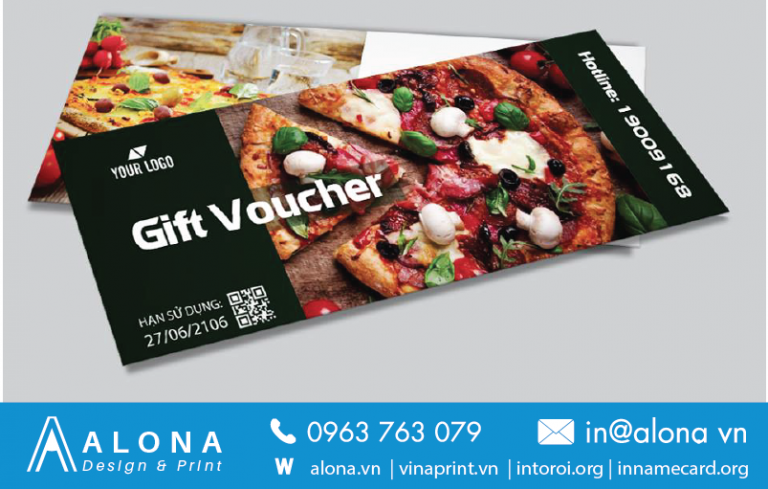 YOUR LOGO
Gift Voucher
HẠN SỬ DỤNG:
27/06/2106
Hotline: 19009168
ALONA
Design & Print
0963 763 079
in@alona vn
W alona.vn | vinaprint.vn | intoroi.org | innamecard.org